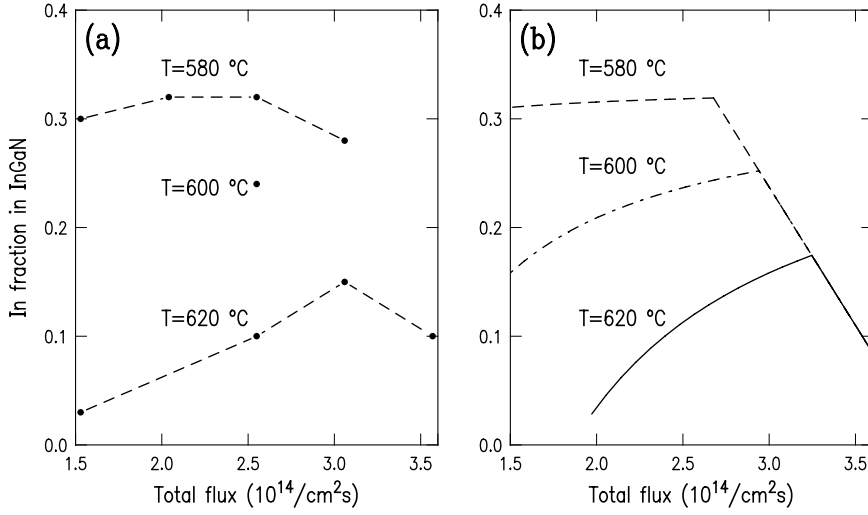 (a)
0.4
0.3
0.2
0.1
0.0
In fraction in InGaN
T=580 °C
T=600 °C
T=620 °C
1.5 2.0 2.5 3.0 3.5
Total flux (10¹⁴/cm²s)
(b)
0.4
0.3
0.2
0.1
0.0
T=580 °C
T=600 °C
T=620 °C
1.5 2.0 2.5 3.0 3.5
Total flux (10¹⁴/cm²s)